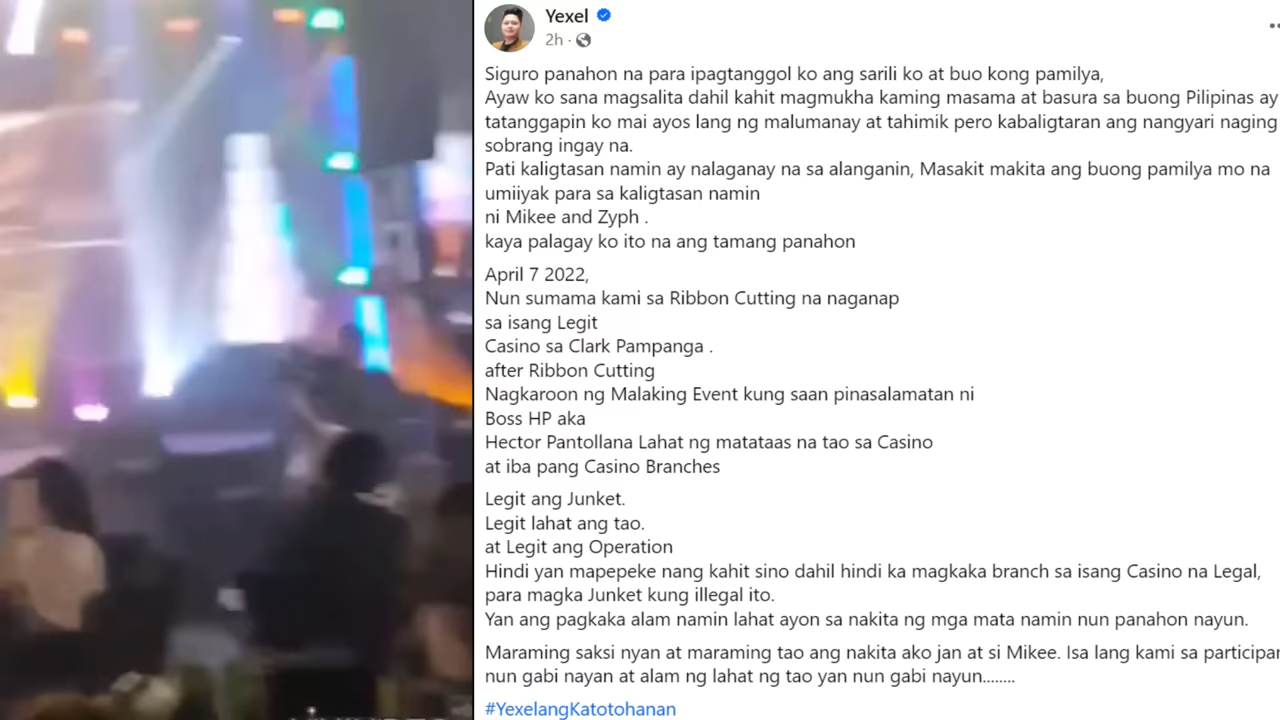 Yexel
2h
Siguro panahon na para ipagtanggol ko ang sarili ko at buo kong pamilya,
Ayaw ko sana magsalita dahil kahit magmukha kaming masama at basura sa buong Pilipinas ay
tatanggapin ko mai ayos lang ng malumanay at tahimik pero kabaligtaran ang nangyari naging
sobrang ingay na.
Pati kaligtasan namin ay nalaganay na sa alanganin, Masakit makita ang buong pamilya mo na
umiiyak para sa kaligtasan namin
ni Mikee and Zyph .
kaya palagay ko ito na ang tamang panahon
April 7 2022,
Nun sumama kami sa Ribbon Cutting na naganap
sa isang Legit
Casino sa Clark Pampanga .
after Ribbon Cutting
Nagkaroon ng Malaking Event kung saan pinasalamatan ni
Boss HP aka
Hector Pantollana Lahat ng matataas na tao sa Casino
at iba pang Casino Branches
Legit ang Junket.
Legit lahat ang tao.
at Legit ang Operation
Hindi yan mapepeke nang kahit sino dahil hindi ka magkaka branch sa isang Casino na Legal,
para magka Junket kung illegal ito.
Yan ang pagkaka alam namin lahat ayon sa nakita ng mga mata namin nun panahon nayun.
Maraming saksi nyan at maraming tao ang nakita ako jan at si Mikee. Isa lang kami sa participan
nun gabi nayan at alam ng lahat ng tao yan nun gabi nayun........
#YexelangKatotohanan